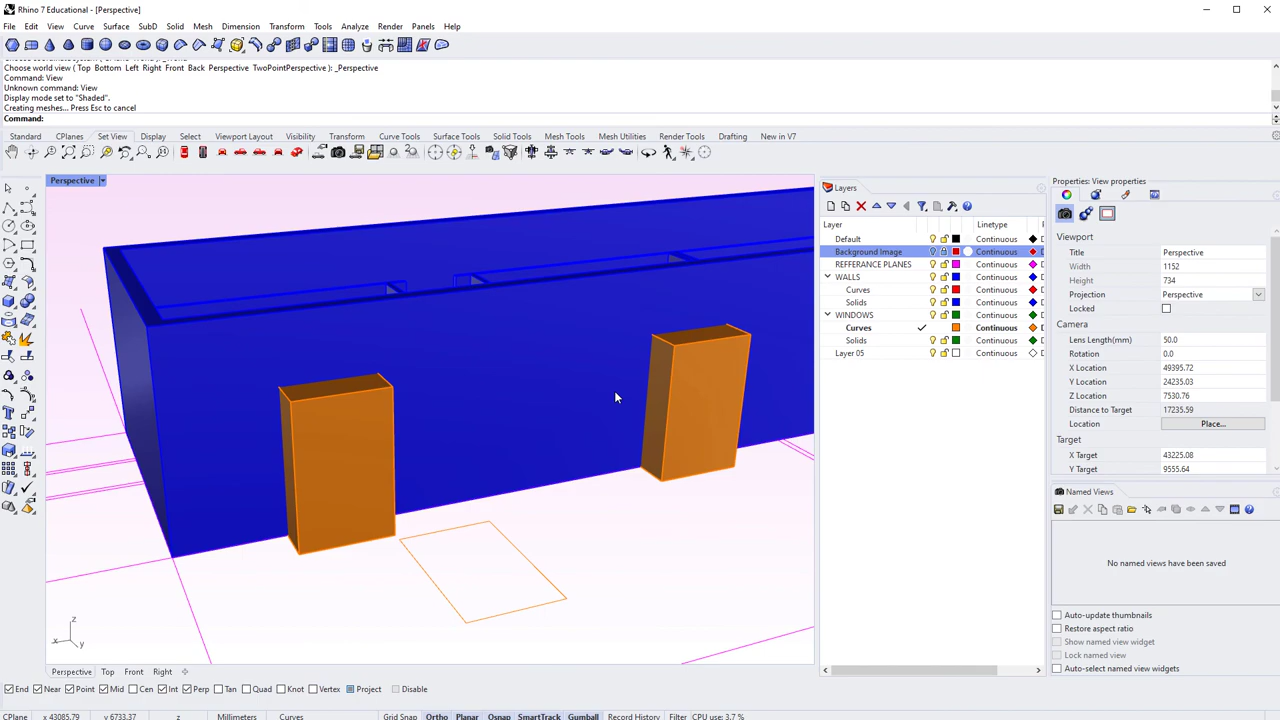 Rhino 7 Educational - [Perspective]
File Edit View Curve Surface SubD Solid Mesh Dimension Transform Tools Analyze Render Panels Help
Choose world view ( Top Bottom Left Right Front Back Perspective TwoPointPerspective ): _Perspective
Command: View
Unknown command: View
Display mode set to "Shaded".
Creating meshes... Press Esc to cancel
Command:
Standard CPlanes Set View Display Select Viewport Layout Visibility Transform Curve Tools Surface Tools Solid Tools Mesh Tools Mesh Utilities Render Tools Drafting New in V7
Perspective
Layers
Layer Linetype
Default Continuous
Background Image Continuous
REFFERANCE PLANES Continuous
WALLS Continuous
Curves Continuous
Solids Continuous
WINDOWS Continuous
Curves Continuous
Solids Continuous
Layer 05 Continuous
Properties: View properties
Viewport
Title Perspective
Width 1152
Height 734
Projection Perspective
Locked
Camera
Lens Length(mm) 50.0
Rotation 0.0
X Location 49395.72
Y Location 24235.03
Z Location 7530.76
Distance to Target 17235.59
Location Place...
Target
X Target 43225.08
Y Target 9555.64
Named Views
No named views have been saved
Auto-update thumbnails
Restore aspect ratio
Show named view widget
Lock named view
Auto-select named view widgets
z
x y
Perspective Top Front Right
End Near Point Mid Cen Int Perp Tan Quad Knot Vertex Project Disable
CPlane x 43085.79 y 6733.37 z Millimeters Curves Grid Snap Ortho Planar Osnap SmartTrack Gumball Record History Filter CPU use: 3.7 %